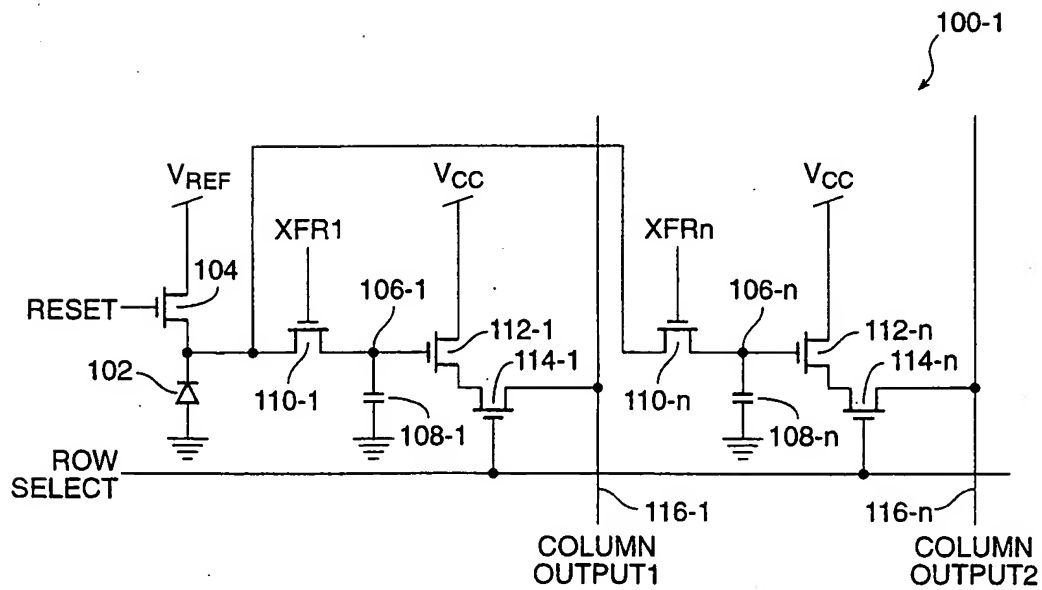 100-1
VREF
VCC
VCC
XFR1
XFRn
104
106-1
106-n
RESET
112-1
112-n
114-1
114-n
102
110-1
110-n
108-1
108-n
ROW
SELECT
116-1
116-n
COLUMN
OUTPUT1
COLUMN
OUTPUT2